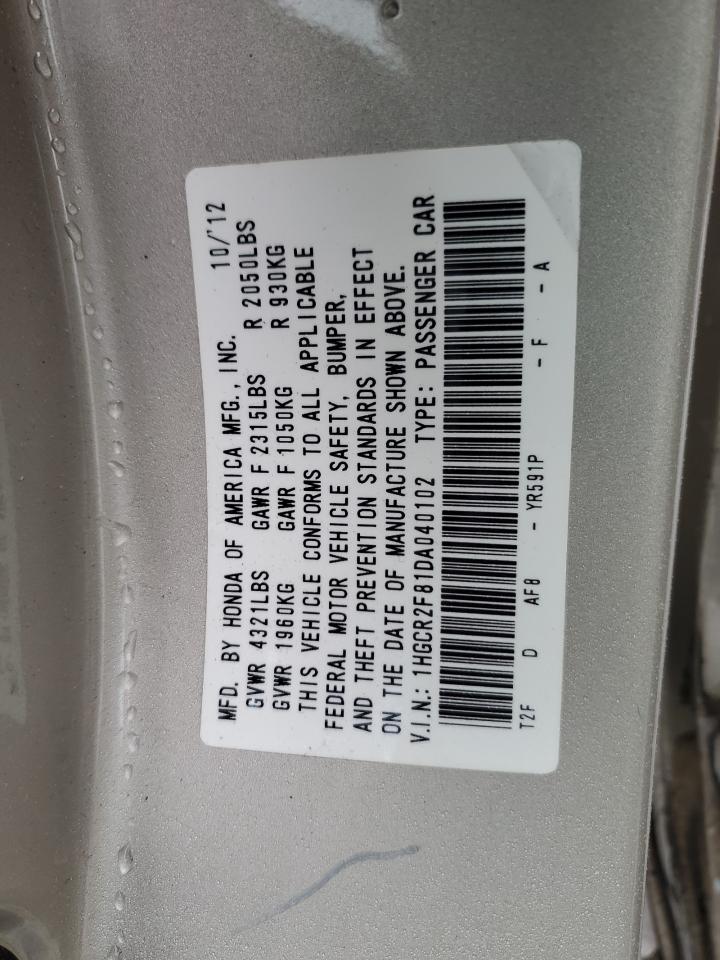 MFD. BY HONDA OF AMERICA MFG., INC. 10/'12
GVWR 4321LBS GAWR F 2315LBS R 2050LBS
GVWR 1960KG GAWR F 1050KG R 930KG
THIS VEHICLE CONFORMS TO ALL APPLICABLE
FEDERAL MOTOR VEHICLE SAFETY, BUMPER,
AND THEFT PREVENTION STANDARDS IN EFFECT
ON THE DATE OF MANUFACTURE SHOWN ABOVE.
V.I.N.: 1HGCR2F81DA040102 TYPE: PASSENGER CAR
T2F D AF8 - YR591P - F - A